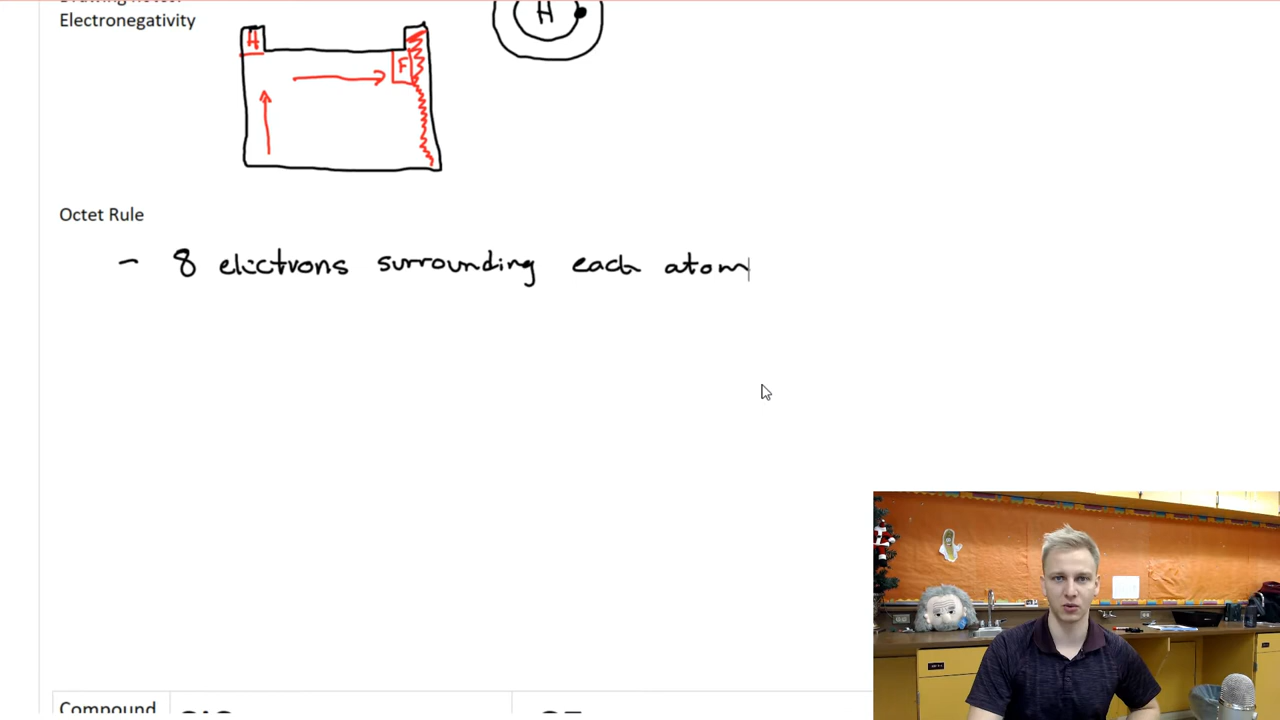 Electronegativity
H
H
F
Octet Rule
- 8 electrons surrounding each atom
Compound